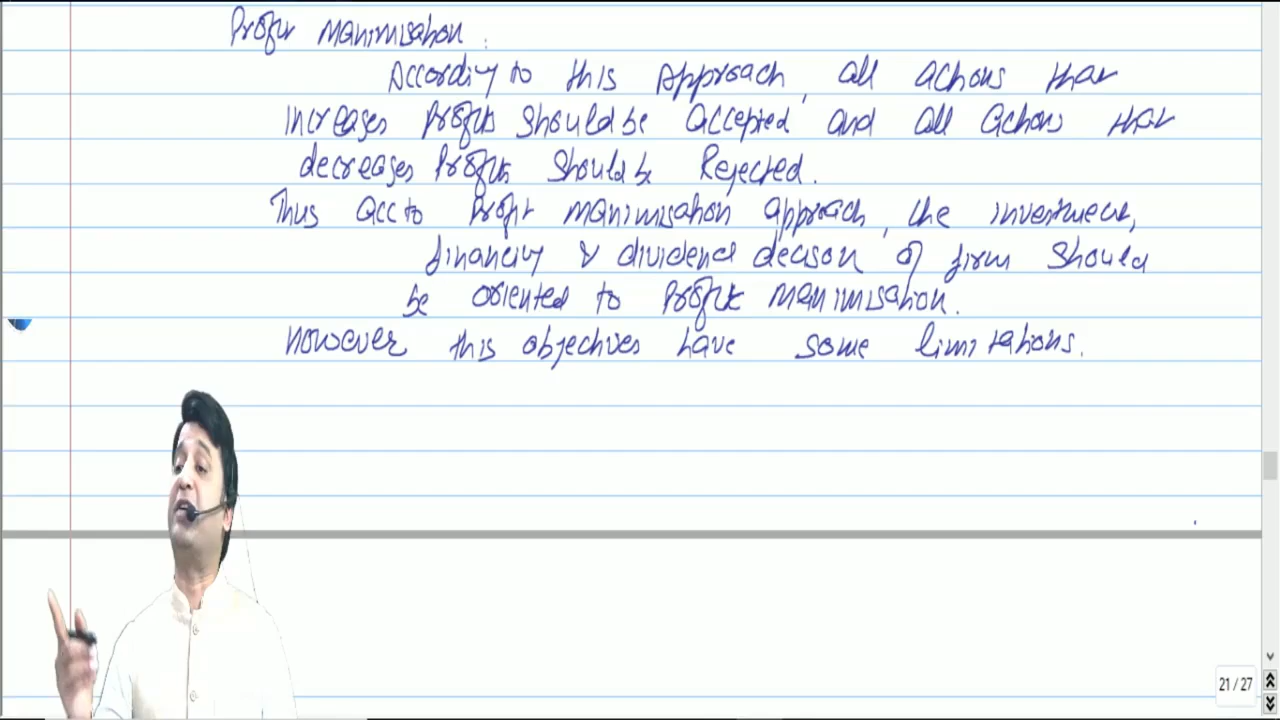 Profit Maximisation :
According to this Approach, all actions that
increases profits should be accepted and all actions that
decreases Profits should be Rejected.
Thus acc to Profit maximisation approach, the investment,
financing & dividend decision of firm should
be oriented to Profit maximisation.
However this objectives have some limitations.
21 / 27